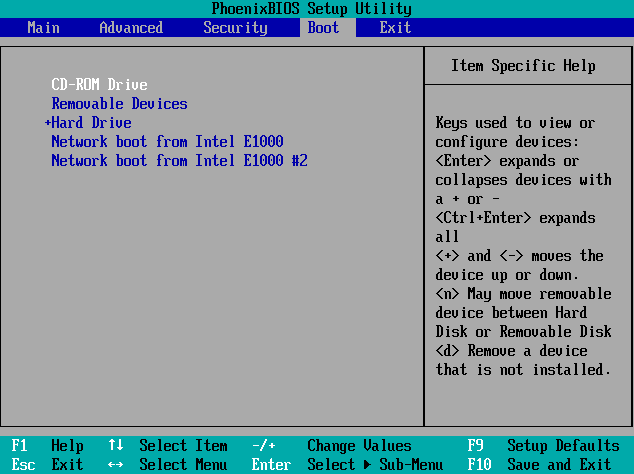 PhoenixBIOS Setup Utility
Main Advanced Security Boot Exit
CD-ROM Drive
Removable Devices
+Hard Drive
Network boot from Intel E1000
Network boot from Intel E1000 #2
Item Specific Help
Keys used to view or
configure devices:
<Enter> expands or
collapses devices with
a + or -
<Ctrl+Enter> expands
all
<+> and <-> moves the
device up or down.
<n> May move removable
device between Hard
Disk or Removable Disk
<d> Remove a device
that is not installed.
F1 Help ↑↓ Select Item -/+ Change Values F9 Setup Defaults
Esc Exit ↔ Select Menu Enter Select ▶ Sub-Menu F10 Save and Exit